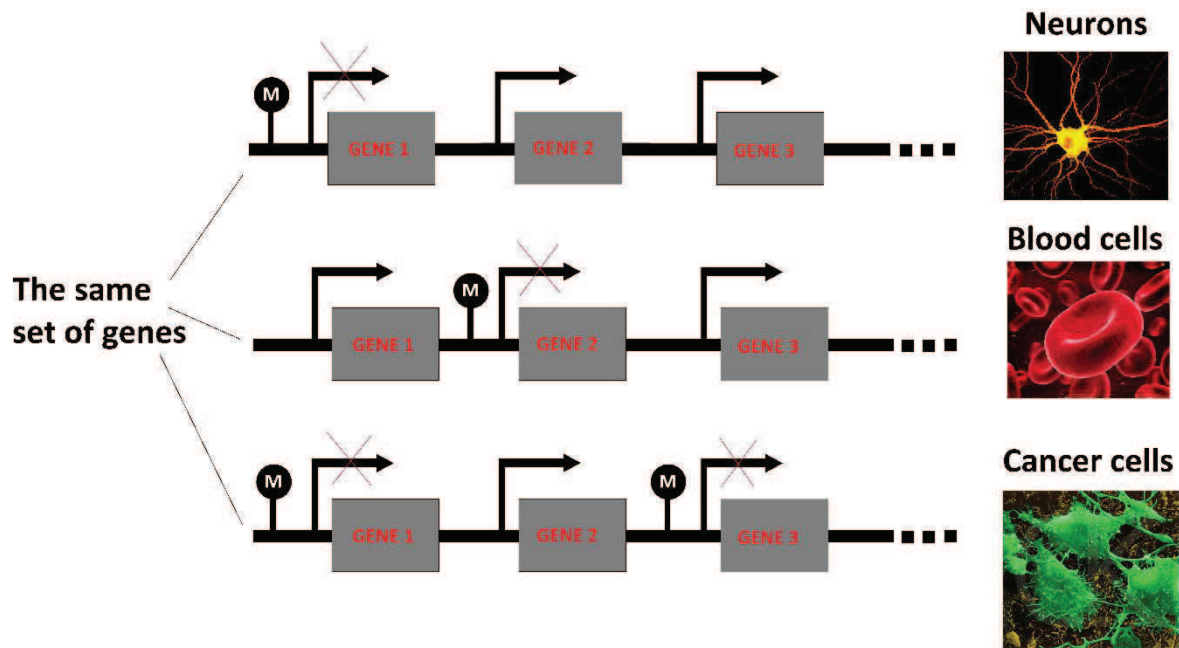 Neurons
M
GENE 1 GENE 2 GENE 3
Blood cells
The same
set of genes
M
GENE 1 GENE 2 GENE 3
Cancer cells
M M
GENE 1 GENE 2 GENE 3